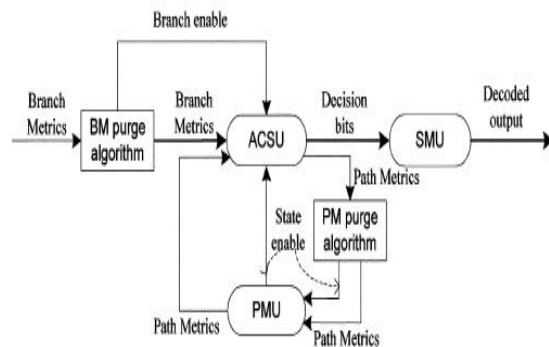 Branch enable
Branch
Metrics
BM purge
algorithm
Branch
Metrics
ACSU
Decision
bits
SMU
Decoded
output
Path Metrics
State
enable
PM purge
algorithm
PMU
Path Metrics
Path Metrics